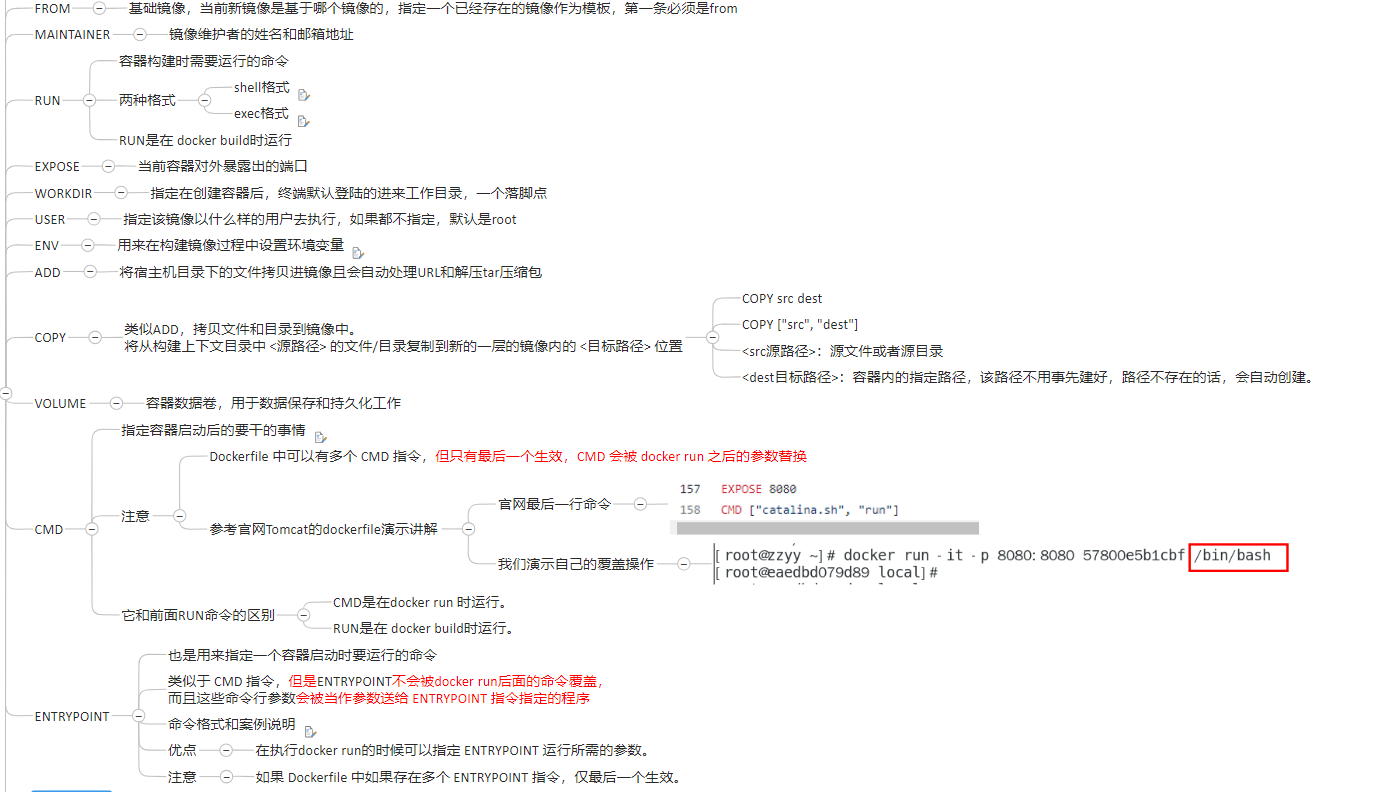 FROM 基础镜像，当前新镜像是基于哪个镜像的，指定一个已经存在的镜像作为模板，第一条必须是from
MAINTAINER 镜像维护者的姓名和邮箱地址
RUN
容器构建时需要运行的命令
两种格式
shell格式
exec格式
RUN是在 docker build时运行
EXPOSE 当前容器对外暴露出的端口
WORKDIR 指定在创建容器后，终端默认登陆的进来工作目录，一个落脚点
USER 指定该镜像以什么样的用户去执行，如果都不指定，默认是root
ENV 用来在构建镜像过程中设置环境变量
ADD 将宿主机目录下的文件拷贝进镜像且会自动处理URL和解压tar压缩包
COPY
类似ADD，拷贝文件和目录到镜像中。
将从构建上下文目录中 <源路径> 的文件/目录复制到新的一层的镜像内的 <目标路径> 位置
COPY src dest
COPY ["src", "dest"]
<src源路径>：源文件或者源目录
<dest目标路径>：容器内的指定路径，该路径不用事先建好，路径不存在的话，会自动创建。
VOLUME 容器数据卷，用于数据保存和持久化工作
CMD
指定容器启动后的要干的事情
注意
Dockerfile 中可以有多个 CMD 指令，但只有最后一个生效，CMD 会被 docker run 之后的参数替换
参考官网Tomcat的dockerfile演示讲解
官网最后一行命令
157 EXPOSE 8080
158 CMD ["catalina.sh", "run"]
我们演示自己的覆盖操作
[root@zzyy ~]# docker run -it -p 8080:8080 57800e5b1cbf /bin/bash
[root@eaedbd079d89 local]#
它和前面RUN命令的区别
CMD是在docker run 时运行。
RUN是在 docker build时运行。
ENTRYPOINT
也是用来指定一个容器启动时要运行的命令
类似于 CMD 指令，但是ENTRYPOINT不会被docker run后面的命令覆盖，
而且这些命令行参数会被当作参数送给 ENTRYPOINT 指令指定的程序
命令格式和案例说明
优点 在执行docker run的时候可以指定 ENTRYPOINT 运行所需的参数。
注意 如果 Dockerfile 中如果存在多个 ENTRYPOINT 指令，仅最后一个生效。